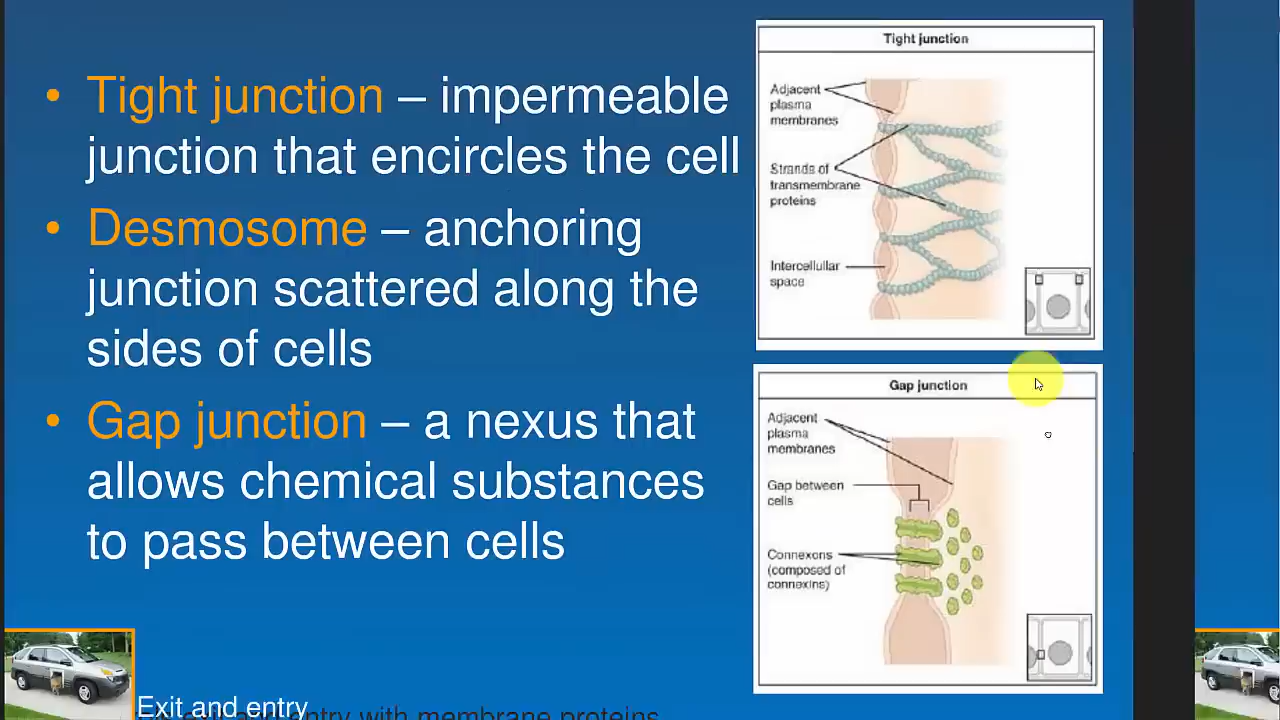 • Tight junction – impermeable
junction that encircles the cell
• Desmosome – anchoring
junction scattered along the
sides of cells
• Gap junction – a nexus that
allows chemical substances
to pass between cells
Tight junction
Adjacent
plasma
membranes
Strands of
transmembrane
proteins
Intercellular
space
Gap junction
Adjacent
plasma
membranes
Gap between
cells
Connexons
(composed of
connexins)
Exit and entry
exit and entry with membrane proteins